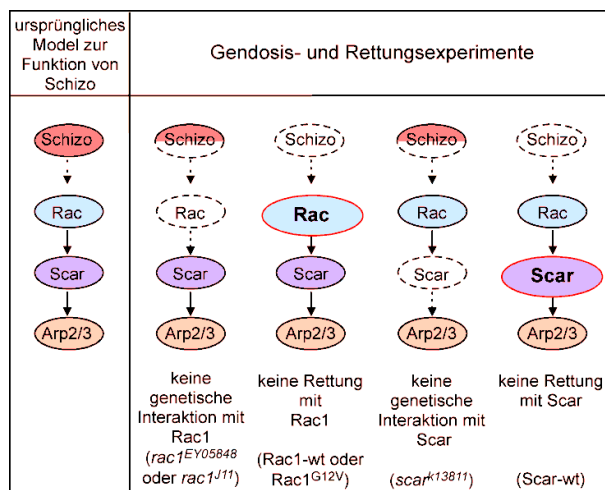 ursprüngliches
Model zur
Funktion von
Schizo
Gendosis- und Rettungsexperimente
Schizo
Rac
Scar
Arp2/3
Schizo
Rac
Scar
Arp2/3
keine
genetische
Interaktion mit
Rac1
(rac1EY05848
oder rac1J11)
Schizo
Rac
Scar
Arp2/3
keine Rettung
mit
Rac1
(Rac1-wt oder
Rac1G12V)
Schizo
Rac
Scar
Arp2/3
keine
genetische
Interaktion mit
Scar
(scark13811)
Schizo
Rac
Scar
Arp2/3
keine Rettung
mit Scar
(Scar-wt)